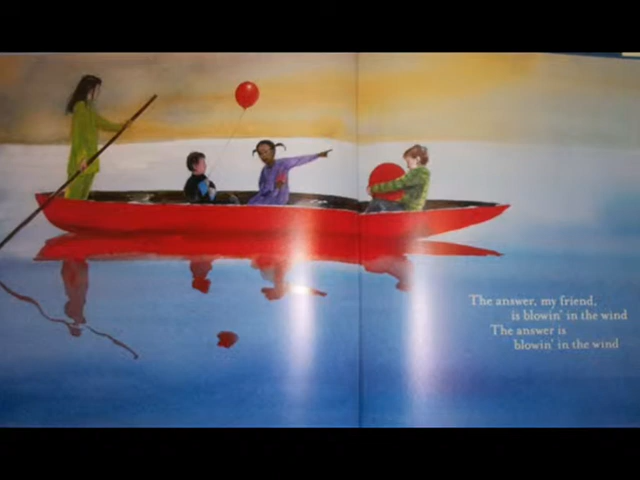 The answer, my friend,
is blowin' in the wind
The answer is
blowin' in the wind